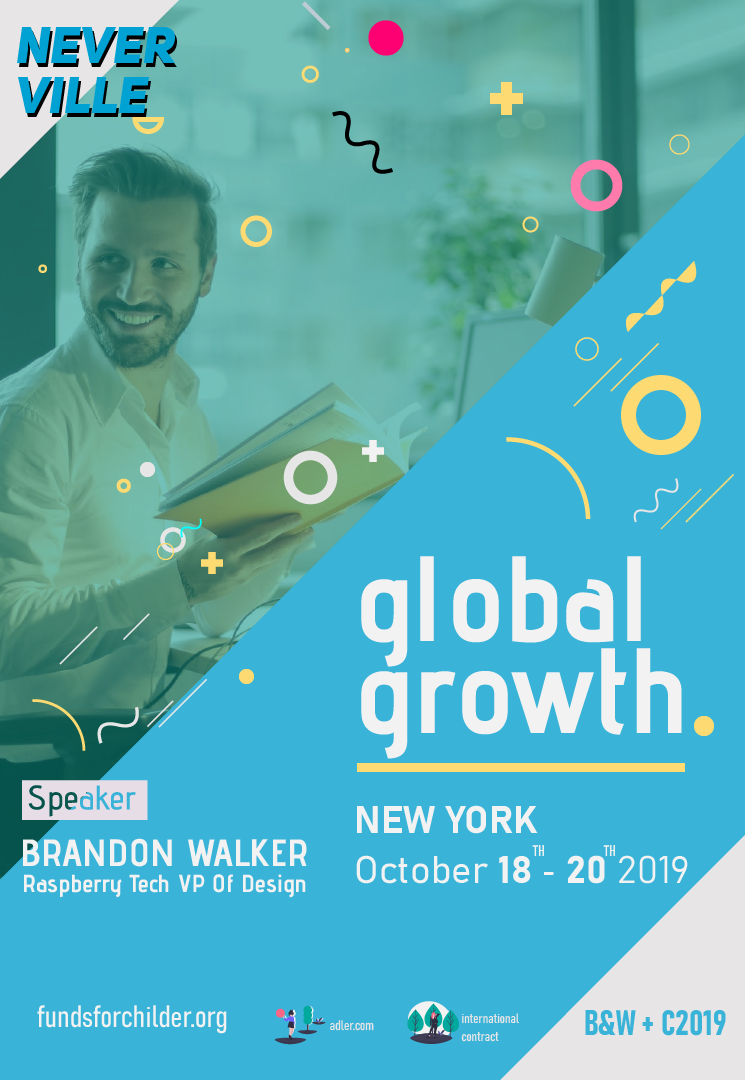 NEVER
VILLE
global
growth.
Speaker
BRANDON WALKER
Raspberry Tech VP Of Design
NEW YORK
October 18TH - 20TH 2019
fundsforchilder.org
adler.com
international
contract
B&W + C2019